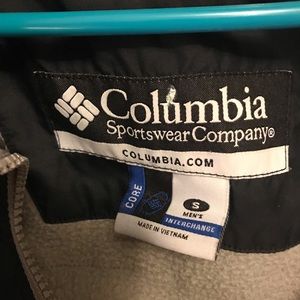 Columbia
Sportswear Company®
COLUMBIA.COM
CORE
S
MEN'S
INTERCHANGE
MADE IN VIETNAM